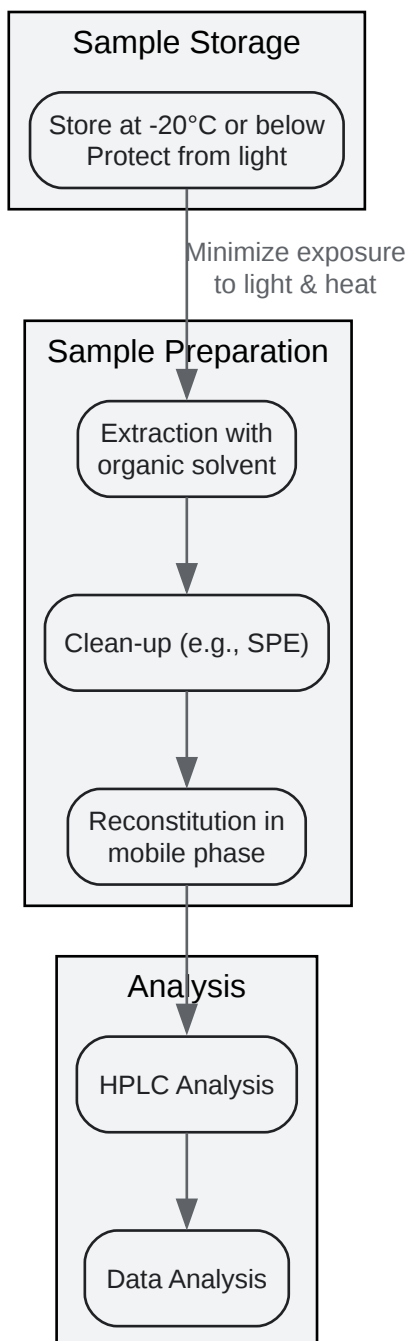 Sample Storage
Store at -20°C or below
Protect from light
Minimize exposure
to light & heat
Sample Preparation
Extraction with
organic solvent
Clean-up (e.g., SPE)
Reconstitution in
mobile phase
Analysis
HPLC Analysis
Data Analysis